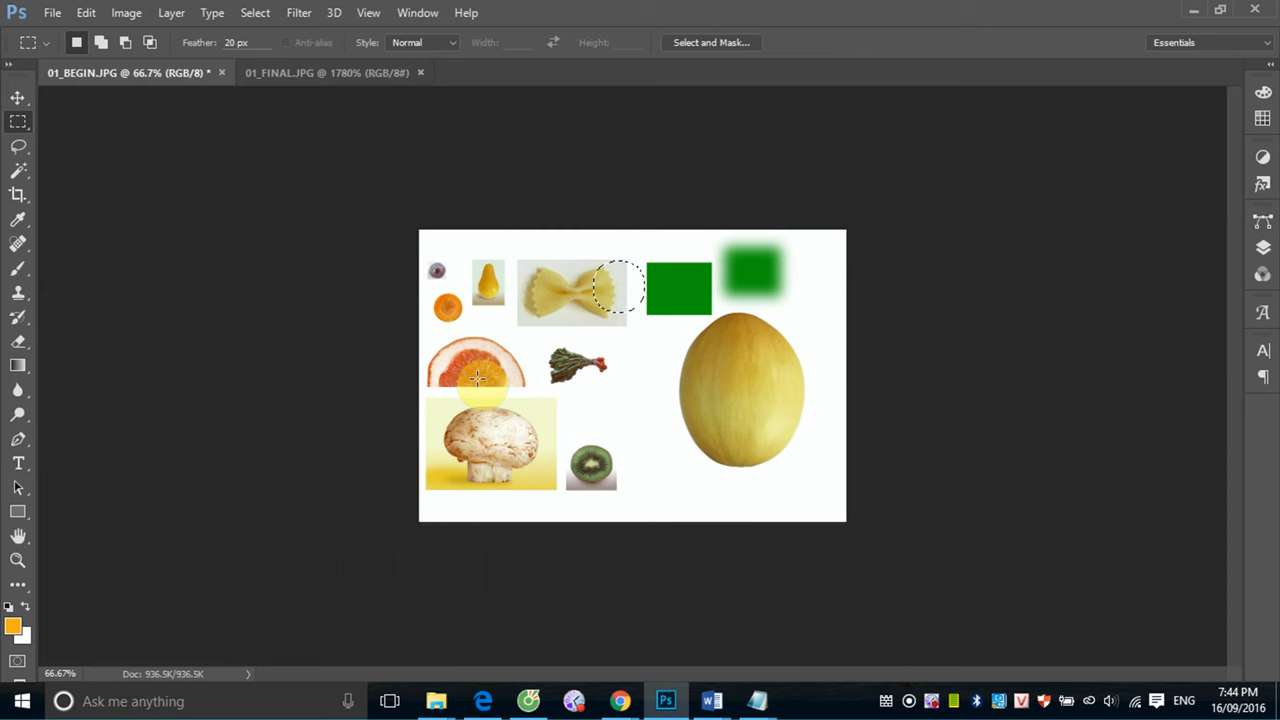 Ps File Edit Image Layer Type Select Filter 3D View Window Help
Feather: 20 px Anti-alias Style: Normal Width: Height: Select and Mask... Essentials
01_BEGIN.JPG @ 66.7% (RGB/8) * × 01_FINAL.JPG @ 1780% (RGB/8#) ×
66.67% Doc: 936.5K/936.5K
Ask me anything
ENG
7:44 PM
16/09/2016